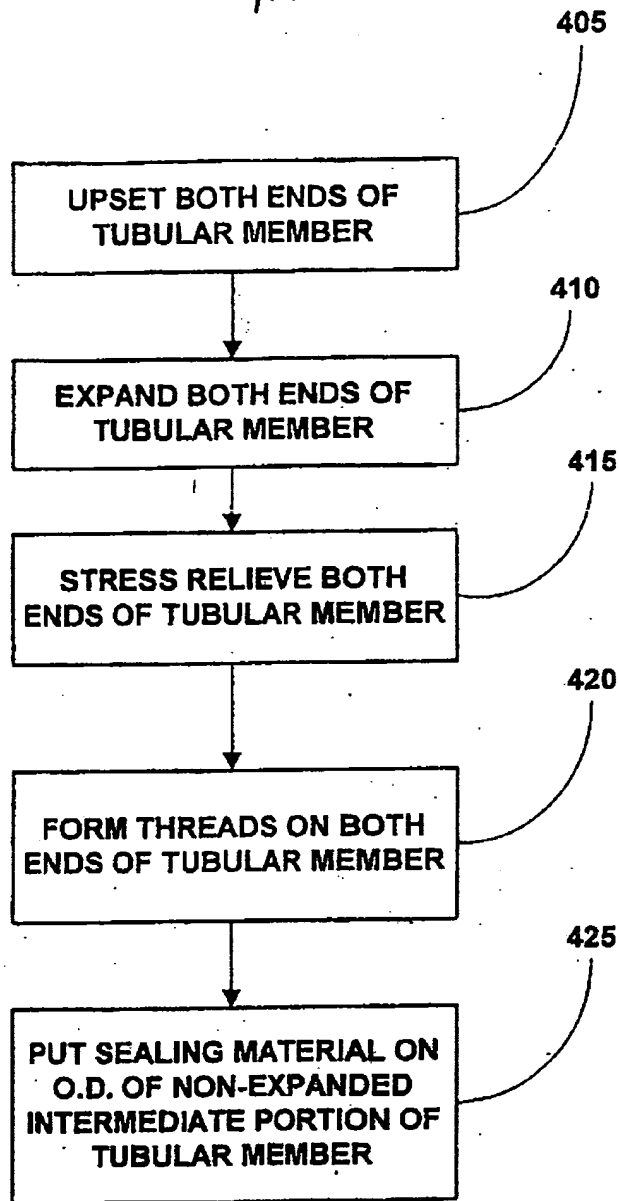 405
UPSET BOTH ENDS OF
TUBULAR MEMBER
410
EXPAND BOTH ENDS OF
TUBULAR MEMBER
415
STRESS RELIEVE BOTH
ENDS OF TUBULAR MEMBER
420
FORM THREADS ON BOTH
ENDS OF TUBULAR MEMBER
425
PUT SEALING MATERIAL ON
O.D. OF NON-EXPANDED
INTERMEDIATE PORTION OF
TUBULAR MEMBER